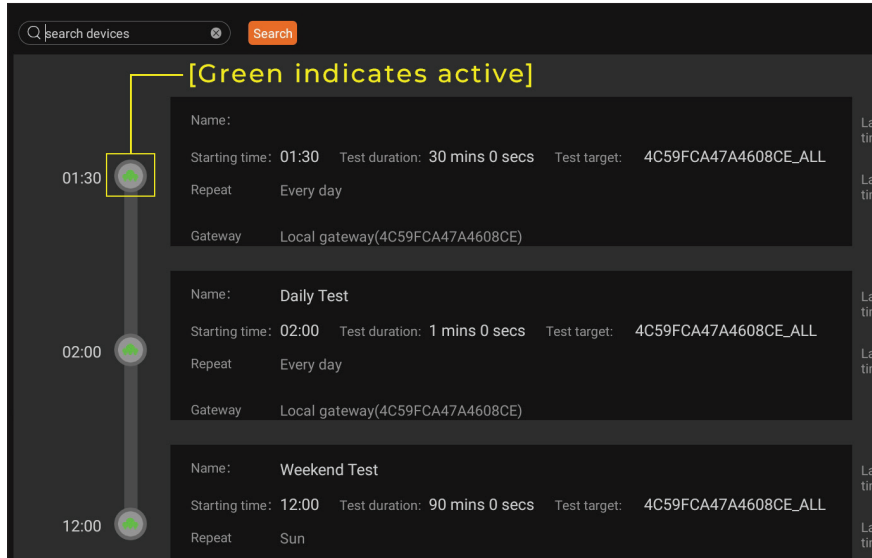 search devices Search
[Green indicates active]
Name:
01:30 Starting time: 01:30 Test duration: 30 mins 0 secs Test target: 4C59FCA47A4608CE_ALL
Repeat Every day
Gateway Local gateway(4C59FCA47A4608CE)
Name: Daily Test
Starting time: 02:00 Test duration: 1 mins 0 secs Test target: 4C59FCA47A4608CE_ALL
02:00 Repeat Every day
Gateway Local gateway(4C59FCA47A4608CE)
Name: Weekend Test
Starting time: 12:00 Test duration: 90 mins 0 secs Test target: 4C59FCA47A4608CE_ALL
12:00 Repeat Sun